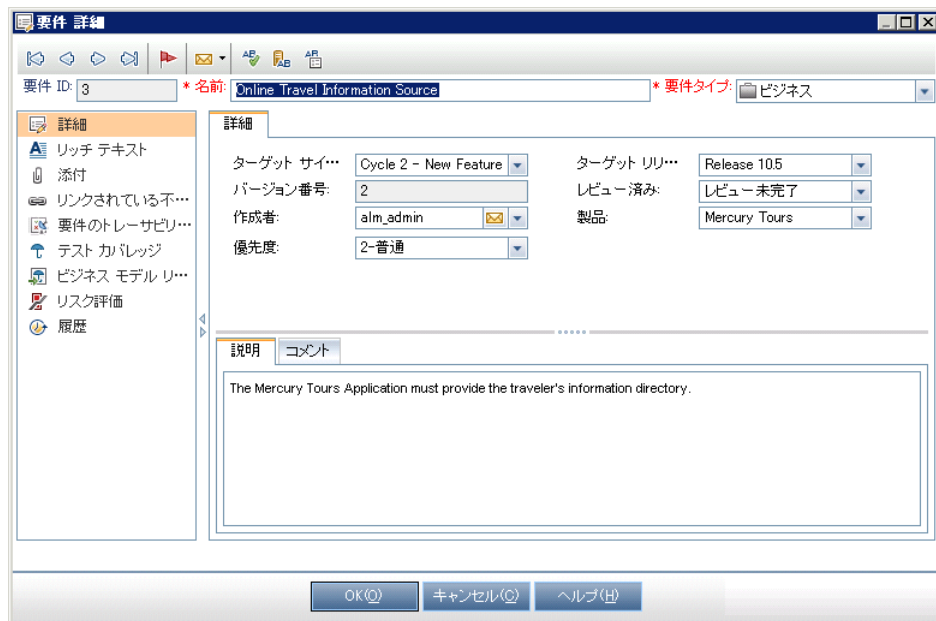 要件 詳細
要件 ID: 3 * 名前: Online Travel Information Source * 要件タイプ: ビジネス
詳細
リッチ テキスト
添付
リンクされている不…
要件のトレーサビリ…
テスト カバレッジ
ビジネス モデル リ…
リスク評価
履歴
詳細
ターゲット サイ… Cycle 2 - New Feature ターゲット リリ… Release 10.5
バージョン番号: 2 レビュー済み: レビュー未完了
作成者: alm_admin 製品: Mercury Tours
優先度: 2-普通
説明 コメント
The Mercury Tours Application must provide the traveler's information directory.
OK(O) キャンセル(C) ヘルプ(H)